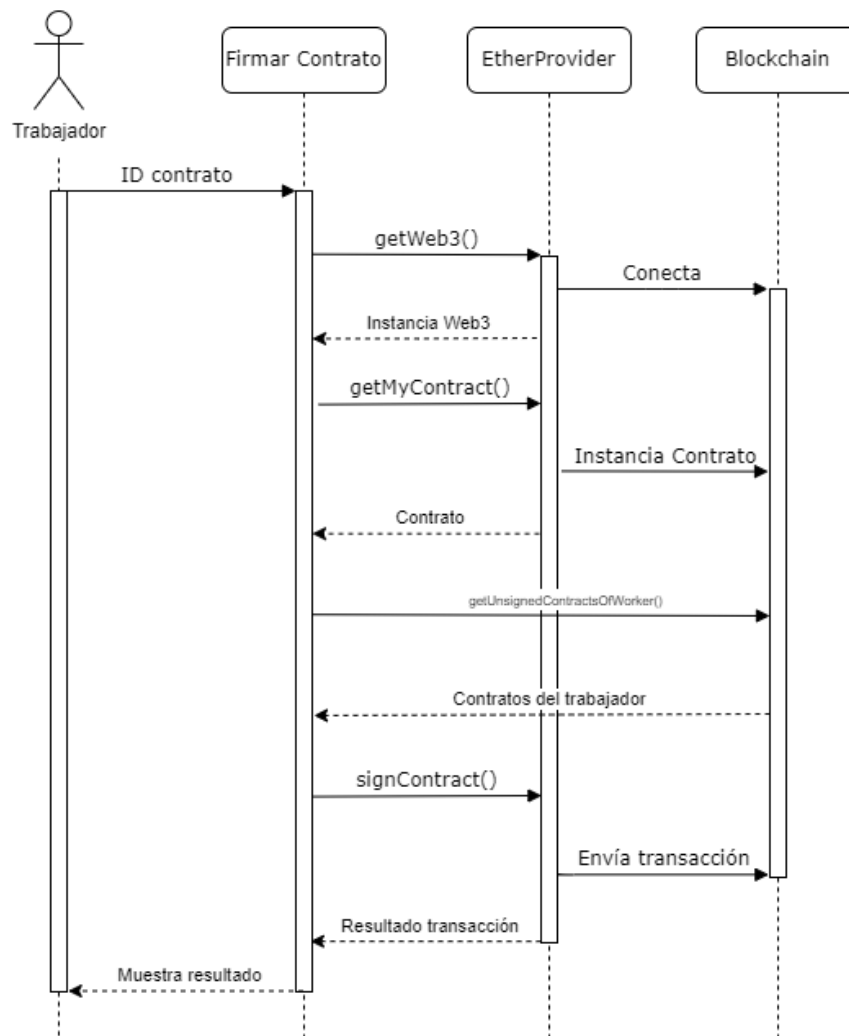 Firmar Contrato
EtherProvider
Blockchain
Trabajador
ID contrato
getWeb3()
Conecta
Instancia Web3
getMyContract()
Instancia Contrato
Contrato
getUnsignedContractsOfWorker()
Contratos del trabajador
signContract()
Envía transacción
Resultado transacción
Muestra resultado